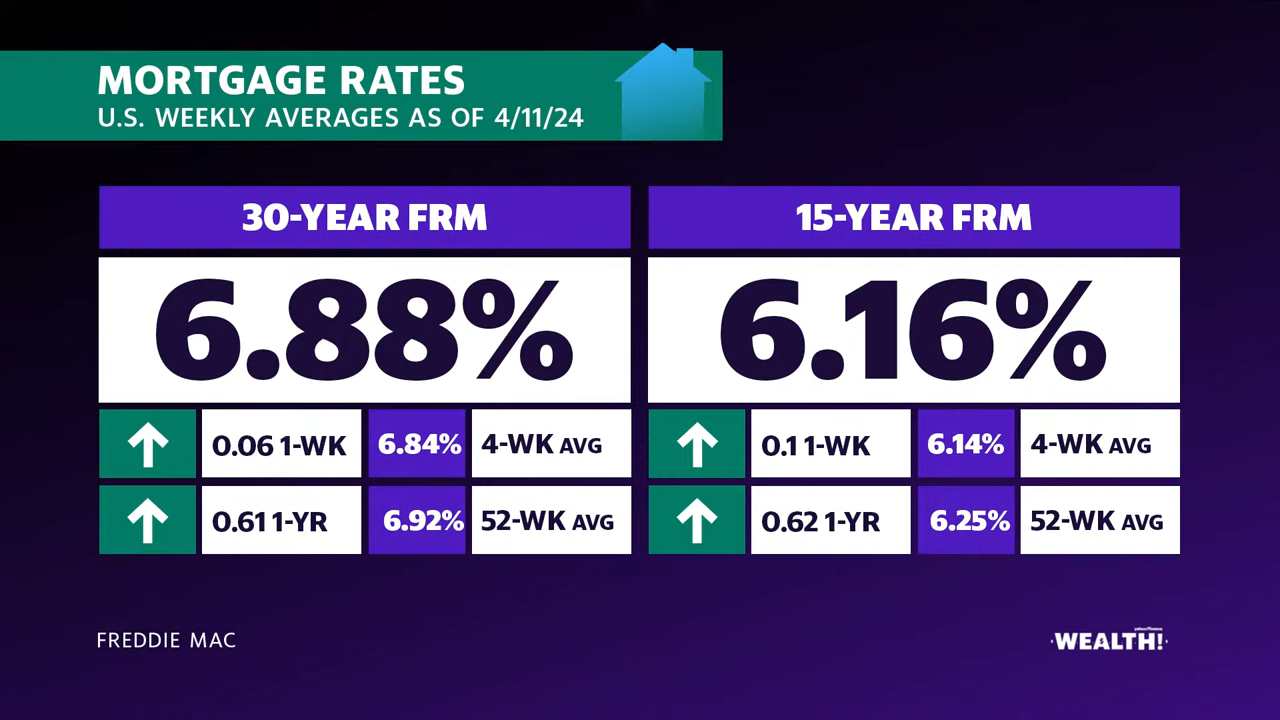 MORTGAGE RATES
U.S. WEEKLY AVERAGES AS OF 4/11/24
30-YEAR FRM
6.88%
0.06 1-WK
6.84%
4-WK AVG
0.61 1-YR
6.92%
52-WK AVG
15-YEAR FRM
6.16%
0.1 1-WK
6.14%
4-WK AVG
0.62 1-YR
6.25%
52-WK AVG
FREDDIE MAC
yahoo!finance
WEALTH!